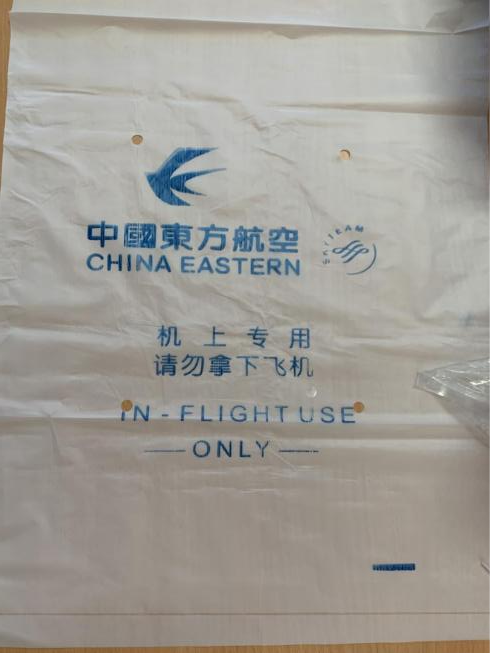 中國東方航空
CHINA EASTERN
SKYTEAM
机上专用
请勿拿下飞机
IN - FLIGHT USE
ONLY